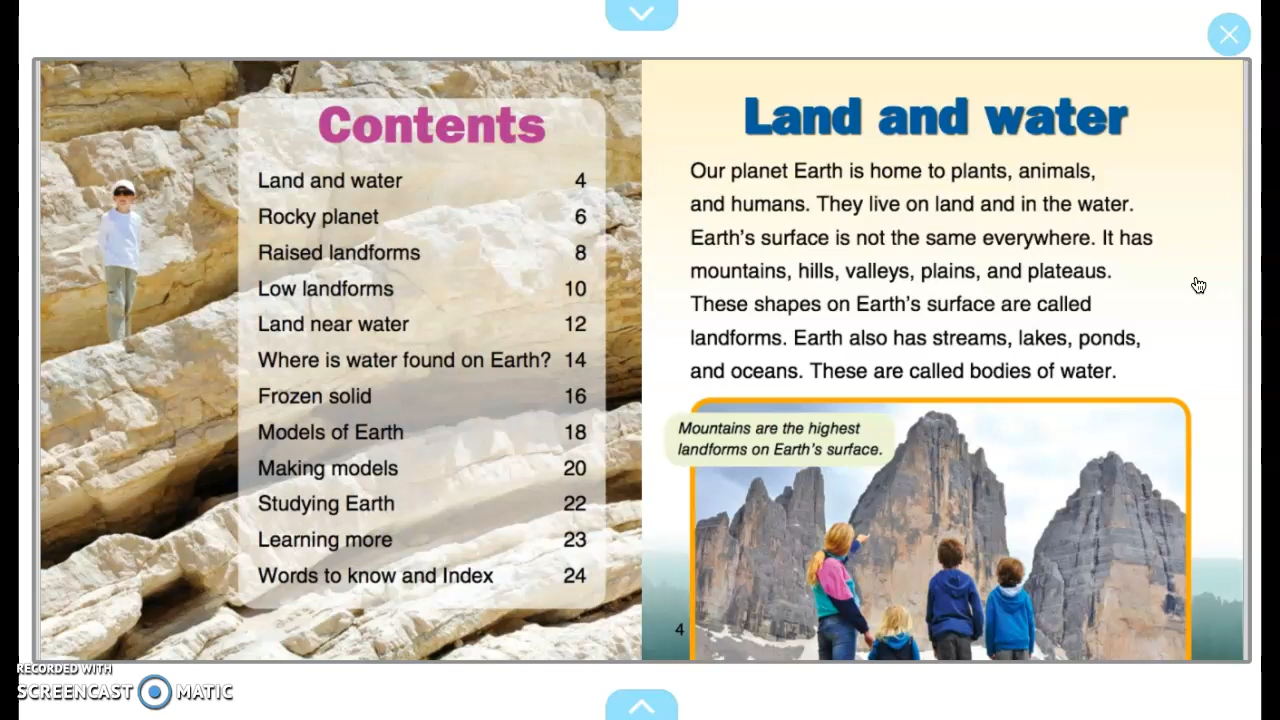 Contents
Land and water 4
Rocky planet 6
Raised landforms 8
Low landforms 10
Land near water 12
Where is water found on Earth? 14
Frozen solid 16
Models of Earth 18
Making models 20
Studying Earth 22
Learning more 23
Words to know and Index 24
Land and water
Our planet Earth is home to plants, animals,
and humans. They live on land and in the water.
Earth's surface is not the same everywhere. It has
mountains, hills, valleys, plains, and plateaus.
These shapes on Earth's surface are called
landforms. Earth also has streams, lakes, ponds,
and oceans. These are called bodies of water.
Mountains are the highest
landforms on Earth's surface.
4
RECORDED WITH
SCREENCAST MATIC